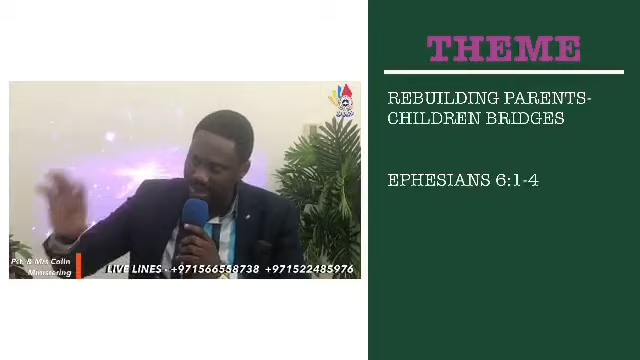 THEME
REBUILDING PARENTS-
CHILDREN BRIDGES
EPHESIANS 6:1-4
Pst. & Mrs Colin
Ministering
LIVE LINES - +971566558738 +971522485976